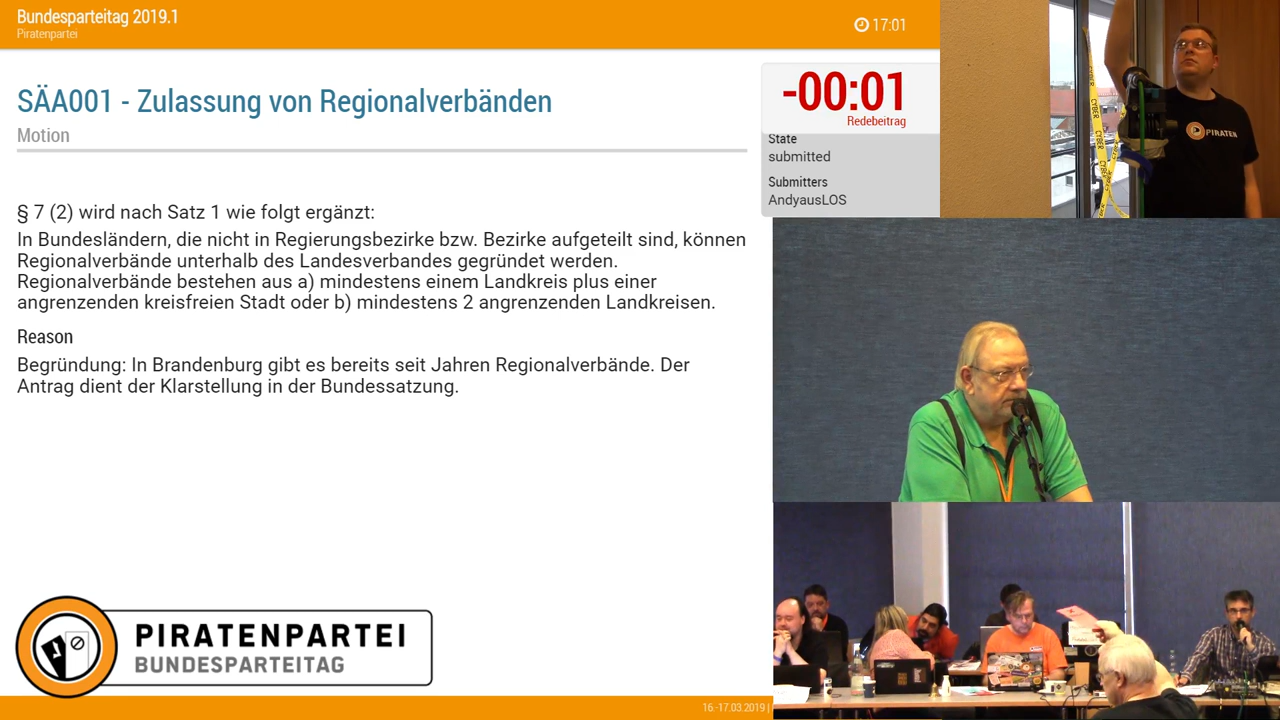 Bundesparteitag 2019.1
Piratenpartei
17:01
SÄA001 - Zulassung von Regionalverbänden
Motion
-00:01
Redebeitrag
State
submitted
Submitters
AndyausLOS
§ 7 (2) wird nach Satz 1 wie folgt ergänzt:
In Bundesländern, die nicht in Regierungsbezirke bzw. Bezirke aufgeteilt sind, können
Regionalverbände unterhalb des Landesverbandes gegründet werden.
Regionalverbände bestehen aus a) mindestens einem Landkreis plus einer
angrenzenden kreisfreien Stadt oder b) mindestens 2 angrenzenden Landkreisen.
Reason
Begründung: In Brandenburg gibt es bereits seit Jahren Regionalverbände. Der
Antrag dient der Klarstellung in der Bundessatzung.
PIRATENPARTEI
BUNDESPARTEITAG
16.-17.03.2019 |
CYBER
CYBER
CYBER
CYBER
PIRATEN